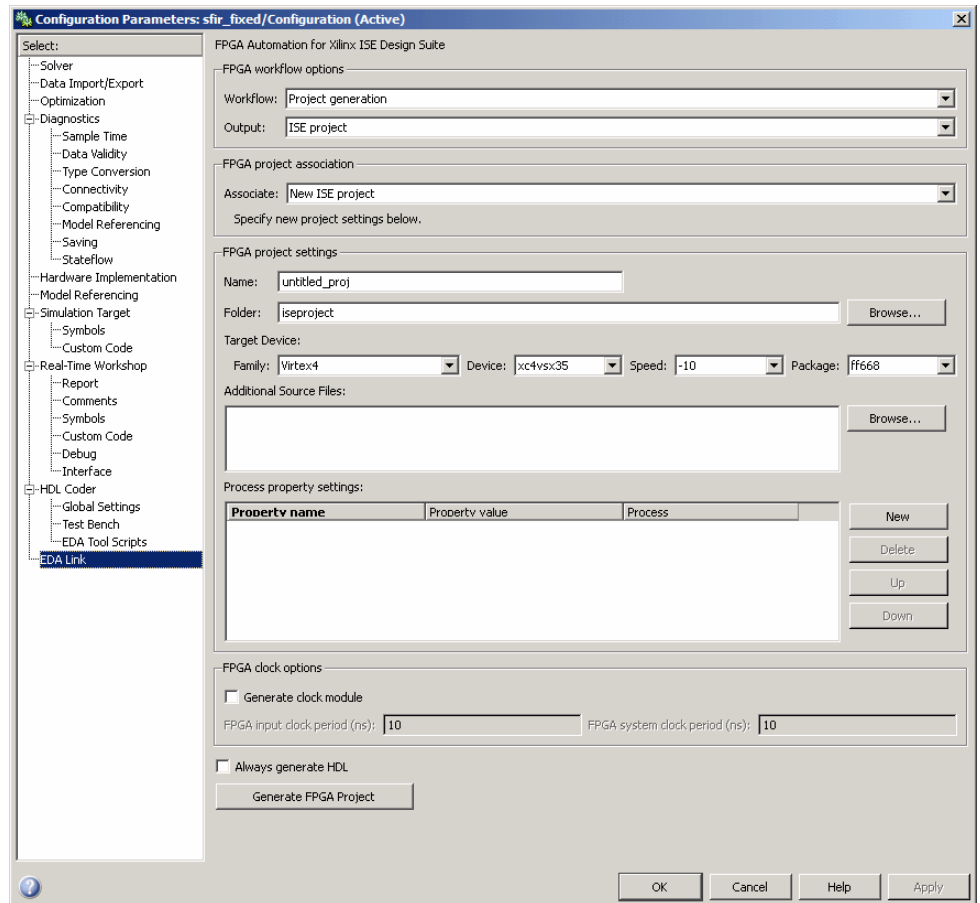 Configuration Parameters: sfir_fixed/Configuration (Active)
Select:
Solver
Data Import/Export
Optimization
Diagnostics
Sample Time
Data Validity
Type Conversion
Connectivity
Compatibility
Model Referencing
Saving
Stateflow
Hardware Implementation
Model Referencing
Simulation Target
Symbols
Custom Code
Real-Time Workshop
Report
Comments
Symbols
Custom Code
Debug
Interface
HDL Coder
Global Settings
Test Bench
EDA Tool Scripts
EDA Link
FPGA Automation for Xilinx ISE Design Suite
FPGA workflow options
Workflow: Project generation
Output: ISE project
FPGA project association
Associate: New ISE project
Specify new project settings below.
FPGA project settings
Name: untitled_proj
Folder: iseproject Browse...
Target Device:
Family: Virtex4 Device: xc4vsx35 Speed: -10 Package: ff668
Additional Source Files:
Browse...
Process property settings:
Property name Property value Process
New
Delete
Up
Down
FPGA clock options
Generate clock module
FPGA input clock period (ns): 10 FPGA system clock period (ns): 10
Always generate HDL
Generate FPGA Project
OK Cancel Help Apply